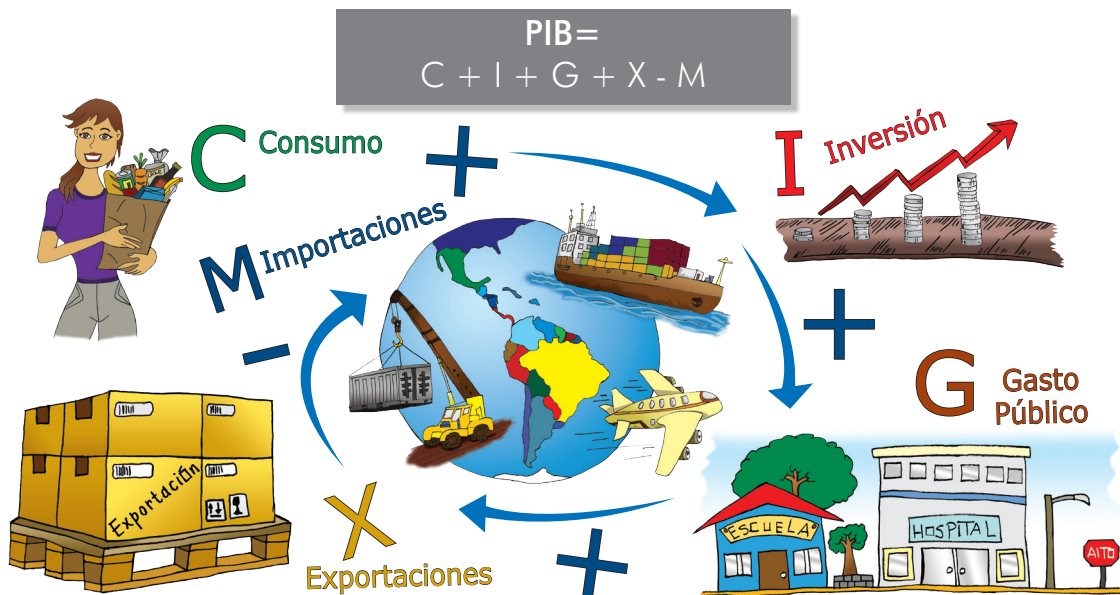 PIB=
C + I + G + X - M
C Consumo
+
I Inversión
+
G Gasto
Público
ESCUELA
HOSPITAL
ALTO
+
X
Exportaciones
Exportación
-
M Importaciones